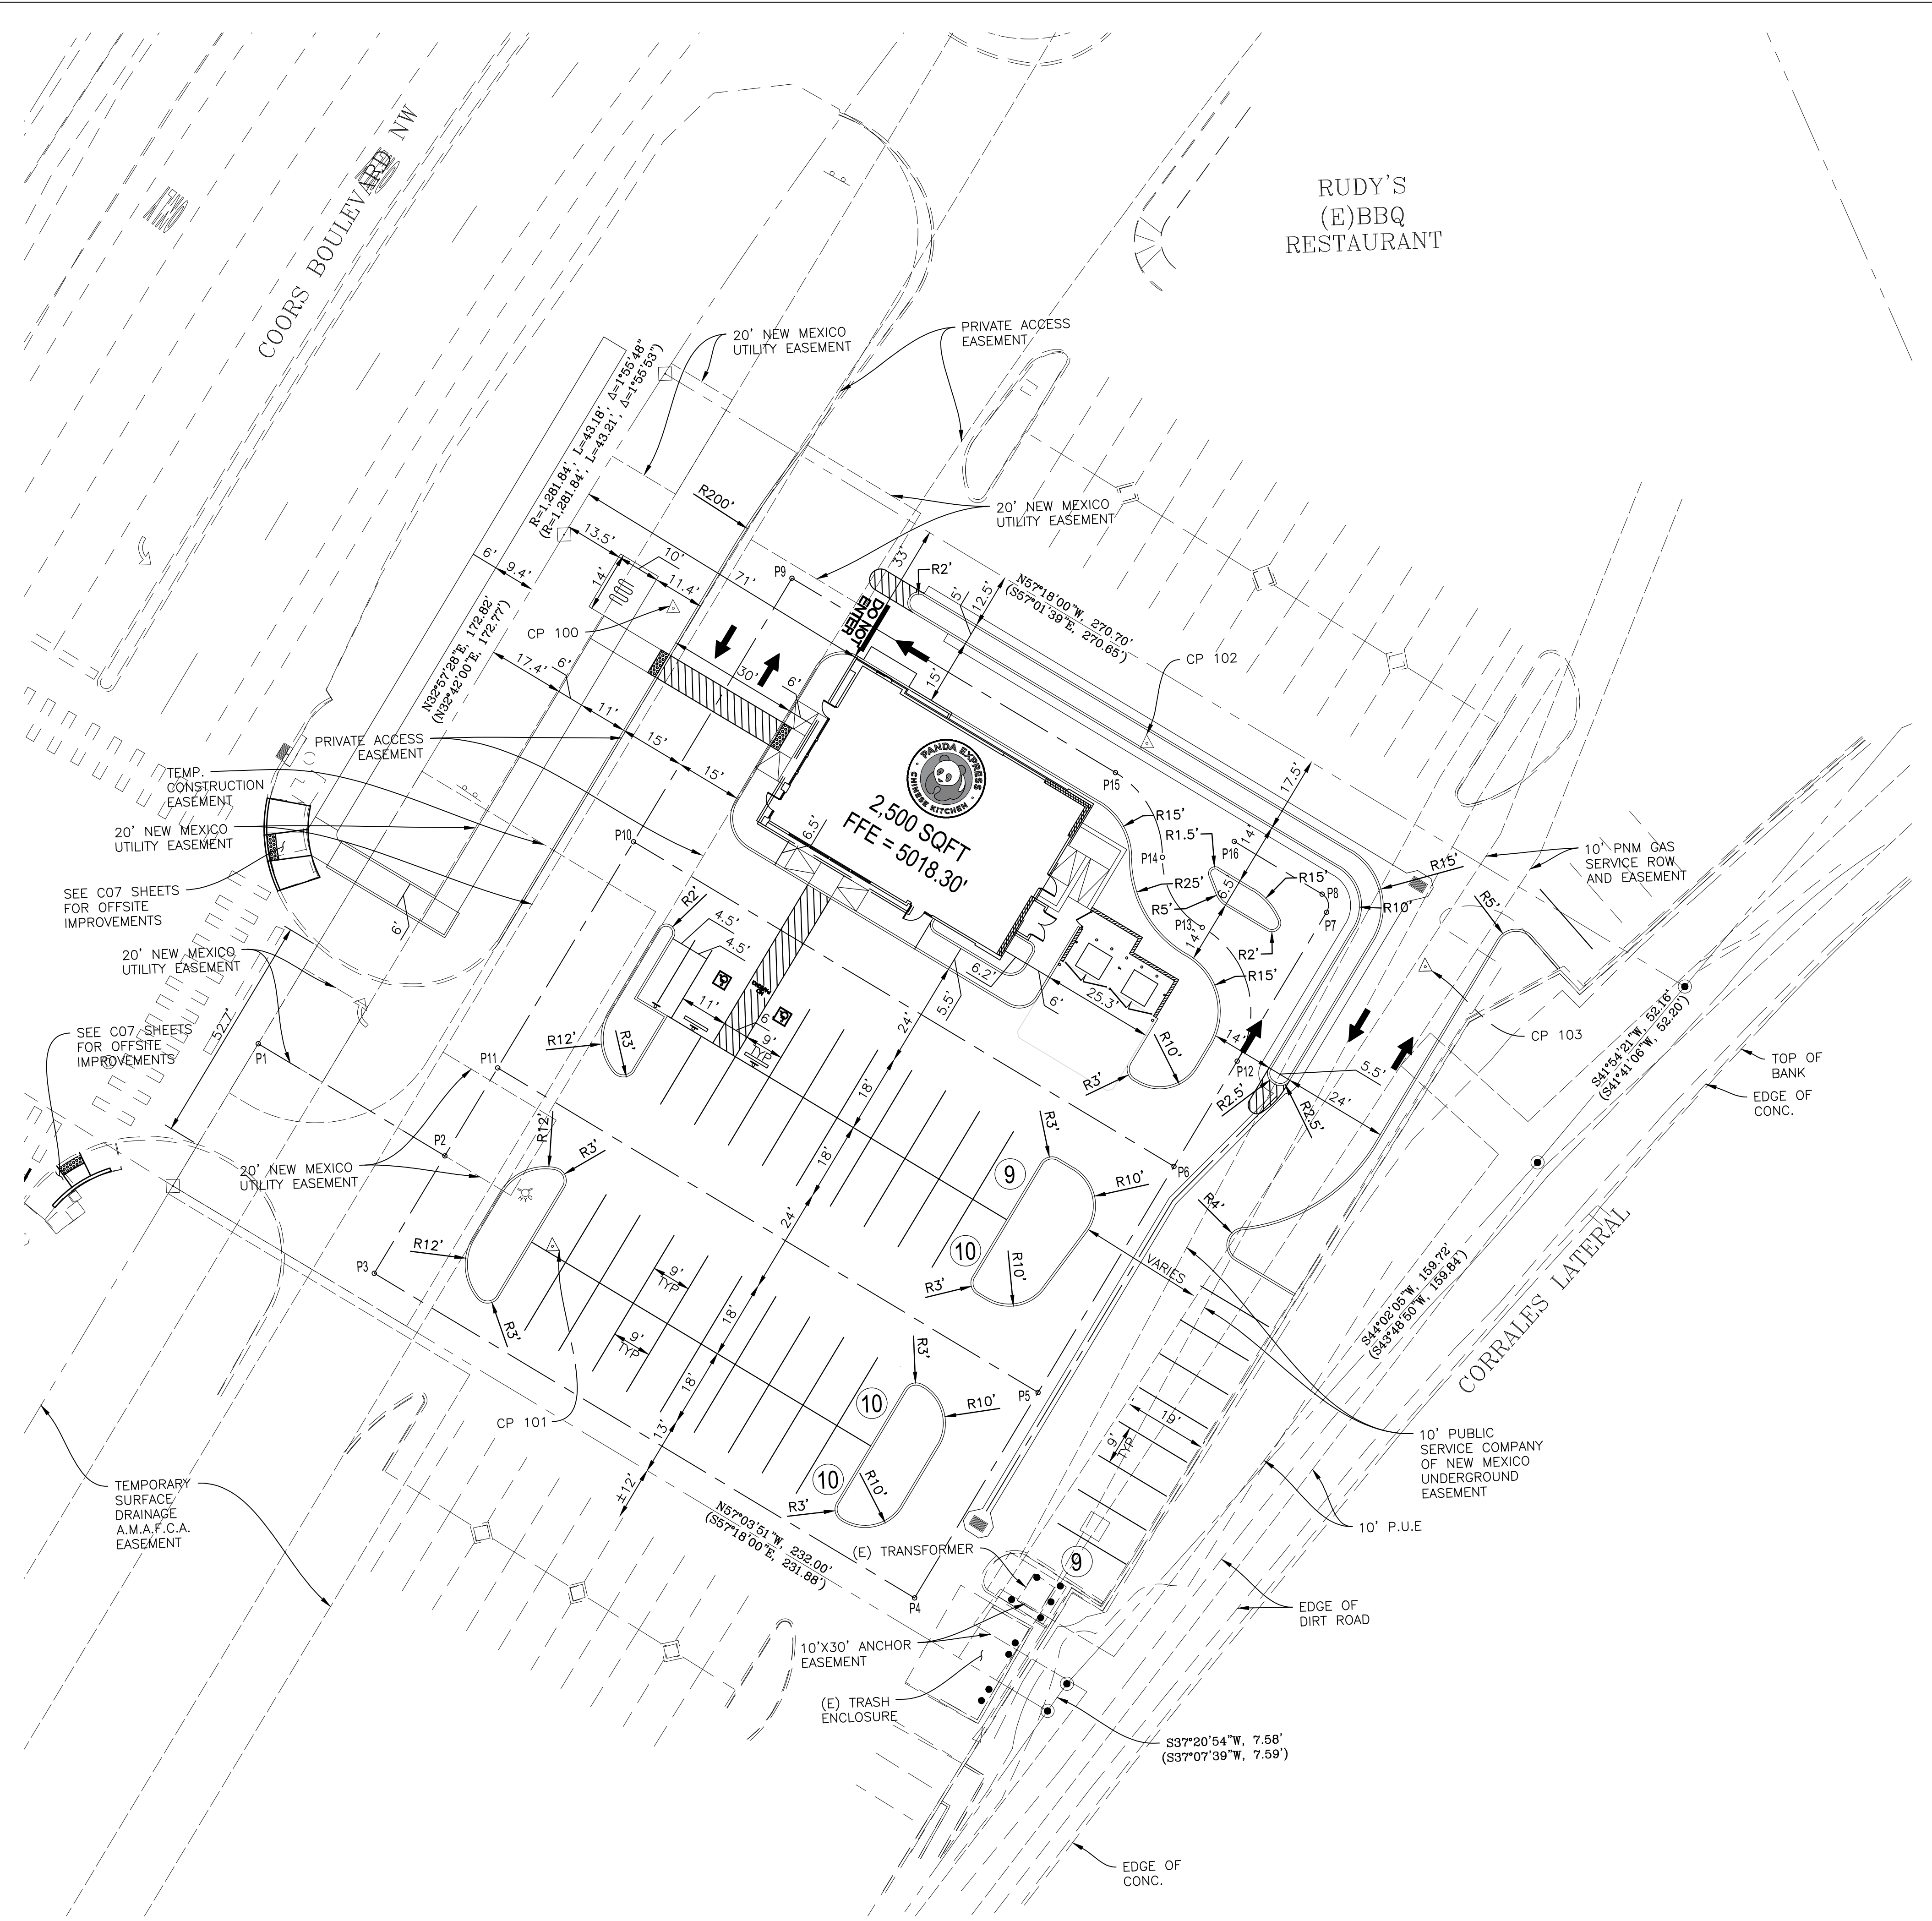 COORS BOULEVARD NW
RUDY'S
(E)BBQ
RESTAURANT
20' NEW MEXICO
UTILITY EASEMENT
PRIVATE ACCESS
EASEMENT
R=1,281.84', L=43.18', Δ=1°55'48"
(R=1,281.84', L=43.21', Δ=1°55'53")
R200'
20' NEW MEXICO
UTILITY EASEMENT
13.5'
10'
11.4'
71'
6'
9.4'
14'
P9
33'
R2'
5'
12.5'
15'
N57°18'00"W, 270.70'
(S57°01'39"E, 270.65')
DO NOT
ENTER
CP 100
CP 102
N32°57'28"E, 172.82'
(N32°42'00"E, 172.77')
17.4'
6'
11'
15'
15'
30'
6'
PRIVATE ACCESS
EASEMENT
TEMP.
CONSTRUCTION
EASEMENT
20' NEW MEXICO
UTILITY EASEMENT
SEE C07 SHEETS
FOR OFFSITE
IMPROVEMENTS
6'
PANDA EXPRESS
CHINESE KITCHEN
2,500 SQFT
FFE = 5018.30'
6.5'
P10
P15
17.5'
R15'
R1.5'
14'
P16
P14
R15'
R15'
P8
R25'
R5'
6.5'
R10'
P7
P13
14'
R2'
R15'
10' PNM GAS
SERVICE ROW
AND EASEMENT
R5'
20' NEW MEXICO
UTILITY EASEMENT
R2'
4.5'
4.5'
11'
6'
9'
TYP
6.2'
5.5'
6'
25.3'
24'
R10'
R3'
14'
P12
5.5'
24'
R2.5'
R2.5'
CP 103
S41°54'21"W, 52.16'
(S41°41'06"W, 52.20')
TOP OF
BANK
EDGE OF
CONC.
52.7'
SEE C07 SHEETS
FOR OFFSITE
IMPROVEMENTS
P1
P11
R12'
R3'
18'
18'
P2
20' NEW MEXICO
UTILITY EASEMENT
R12'
R3'
R3'
9
P6
R10'
R4'
24'
10
R10'
R3'
VARIES
P3
R12'
R3'
9'
TYP
9'
TYP
18'
18'
13'
±12'
CP 101
R3'
P5
10
R10'
10
R10'
R3'
19'
9'
TYP
S44°02'05"W, 159.72'
(S43°48'50"W, 159.84')
CORRALES LATERAL
10' PUBLIC
SERVICE COMPANY
OF NEW MEXICO
UNDERGROUND
EASEMENT
TEMPORARY
SURFACE
DRAINAGE
A.M.A.F.C.A.
EASEMENT
N57°03'51"W, 232.00'
(S57°18'00"E, 231.88')
(E) TRANSFORMER
9
10' P.U.E
P4
EDGE OF
DIRT ROAD
10'X30' ANCHOR
EASEMENT
(E) TRASH
ENCLOSURE
S37°20'54"W, 7.58'
(S37°07'39"W, 7.59')
EDGE OF
CONC.